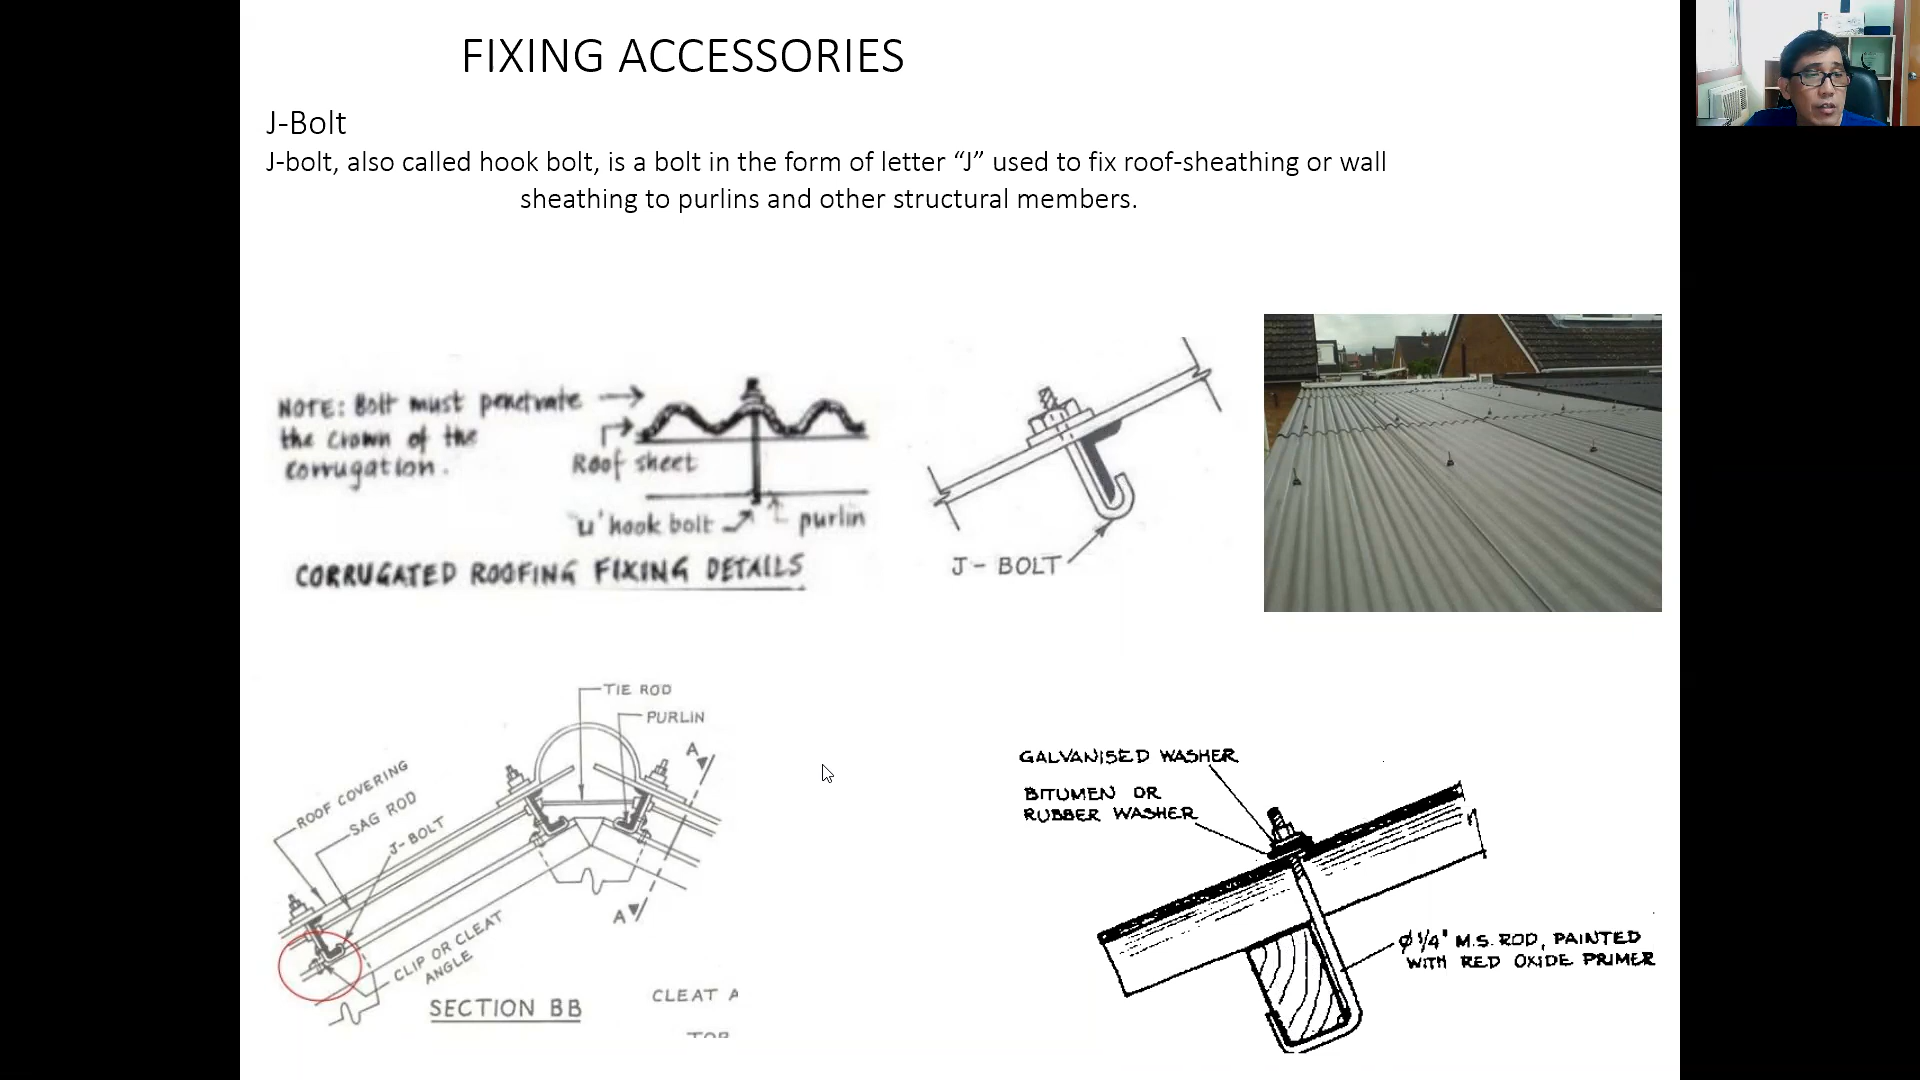 FIXING ACCESSORIES
J-Bolt
J-bolt, also called hook bolt, is a bolt in the form of letter “J” used to fix roof-sheathing or wall
sheathing to purlins and other structural members.
NOTE: Bolt must penetrate
the crown of the
corrugation.
Roof sheet
'u' hook bolt
purlin
CORRUGATED ROOFING FIXING DETAILS
J - BOLT
TIE ROD
PURLIN
A
ROOF COVERING
SAG ROD
J-BOLT
A
CLIP OR CLEAT
ANGLE
SECTION BB
CLEAT A
GALVANISED WASHER
BITUMEN OR
RUBBER WASHER
Ø 1/4" M.S. ROD, PAINTED
WITH RED OXIDE PRIMER